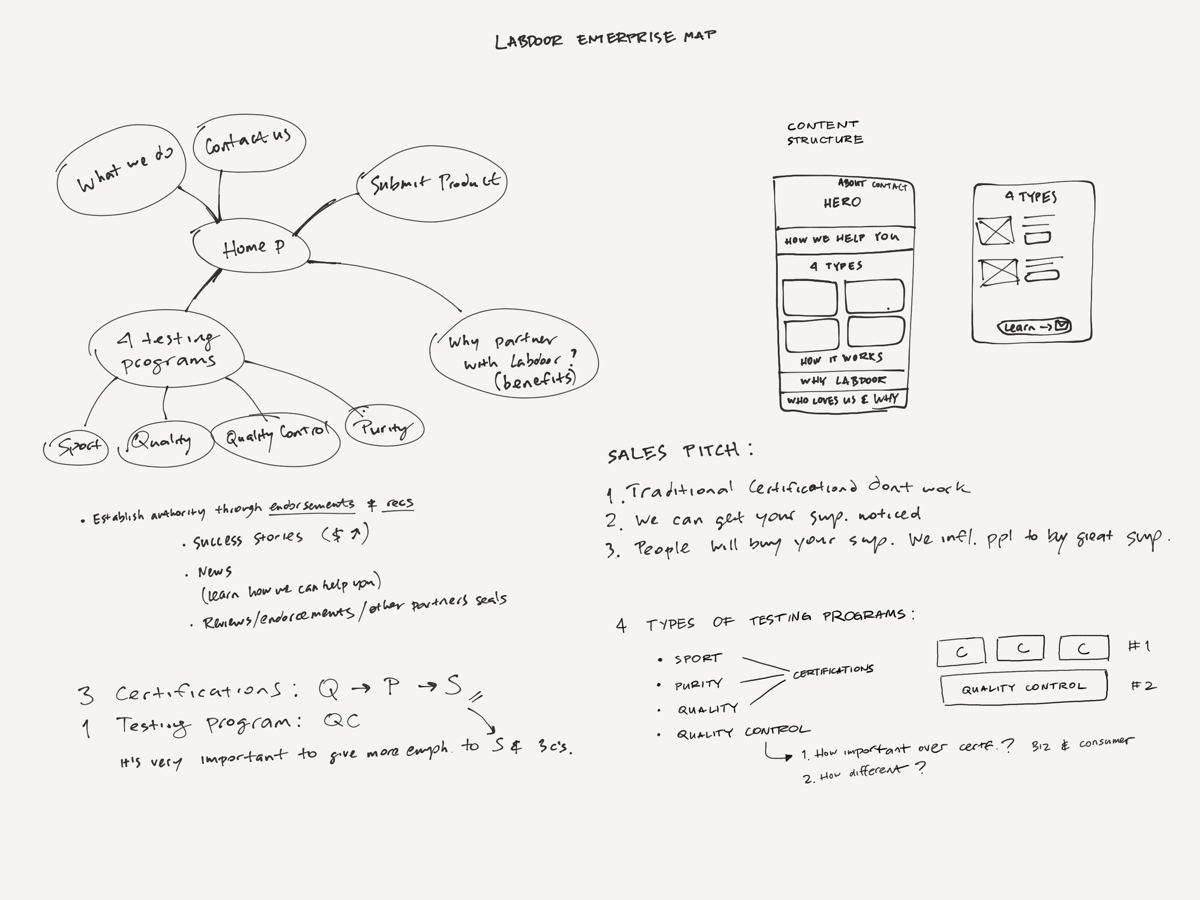 LABDOOR ENTERPRISE MAP
What we do
Contact us
Submit Product
Home P
4 testing
programs
Why partner
with Labdoor?
(benefits)
Sport
Quality
Quality Control
Purity
• Establish authority through endorsements & recs
• Success stories ($ ↗)
• News
(Learn how we can help you)
• Reviews/endorcements/other partners seals
3 Certifications: Q → P → S
1 Testing program: QC
It's very important to give more emph. to S & 3c's.
CONTENT
STRUCTURE
ABOUT CONTACT
HERO
HOW WE HELP YOU
4 TYPES
HOW IT WORKS
WHY LABDOOR
WHO LOVES US & WHY
4 TYPES
Learn →
SALES PITCH:
1. Traditional Certificationd dont work
2. We can get your sup. noticed
3. People will buy your sup. We infl. ppl to by great sup.
4 TYPES OF TESTING PROGRAMS:
• SPORT
• PURITY
• QUALITY
CERTIFICATIONS
• QUALITY CONTROL
1. How important over certf.? Biz & consumer
2. How different?
C C C #1
QUALITY CONTROL #2